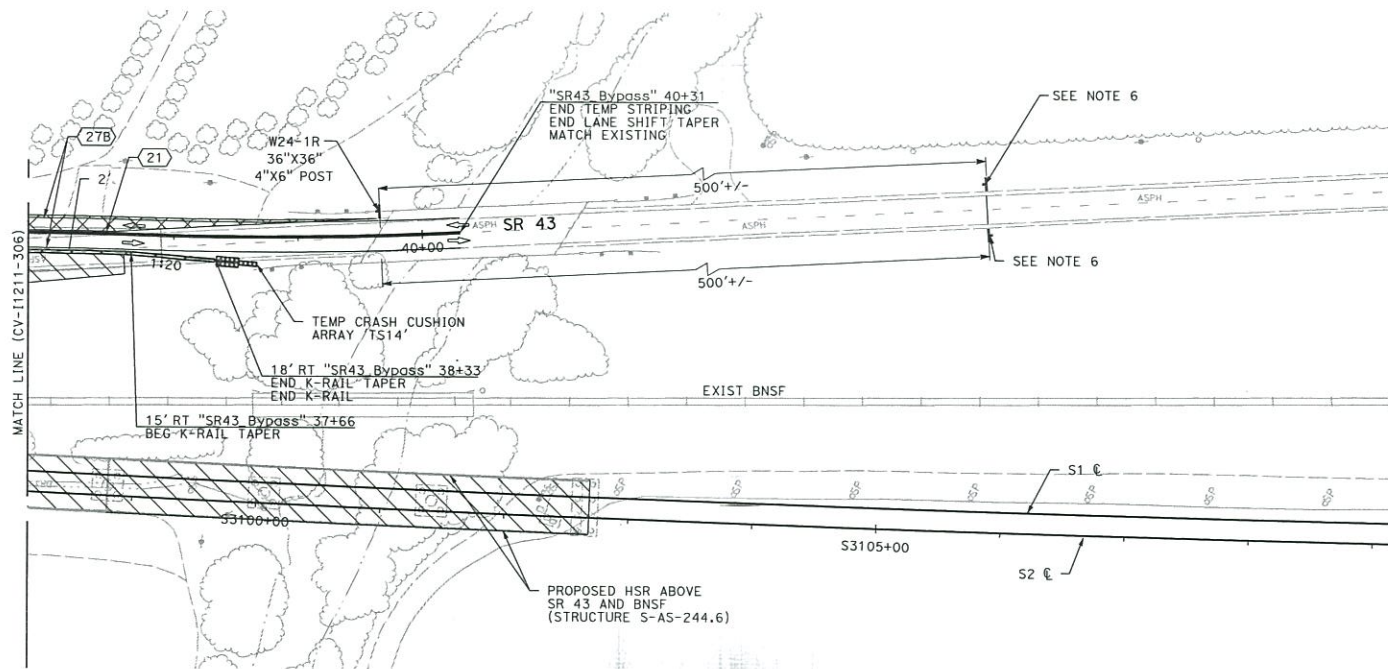 "SR43 Bypass" 40+31
END TEMP STRIPING
END LANE SHIFT TAPER
MATCH EXISTING
SEE NOTE 6
27B
W24-1R
36"X36"
4"X6" POST
21
2'
500'+/-
ASPH
SR 43
ASPH
ASPH
40+00
SEE NOTE 6
1:20
500'+/-
MATCH LINE (CV-I1211-306)
TEMP CRASH CUSHION
ARRAY 'TS14'
18' RT "SR43 Bypass" 38+33
END K-RAIL TAPER
END K-RAIL
EXIST BNSF
15' RT "SR43 Bypass" 37+66
BEG K-RAIL TAPER
S1 ℄
S3100+00
S3105+00
S2 ℄
PROPOSED HSR ABOVE
SR 43 AND BNSF
(STRUCTURE S-AS-244.6)